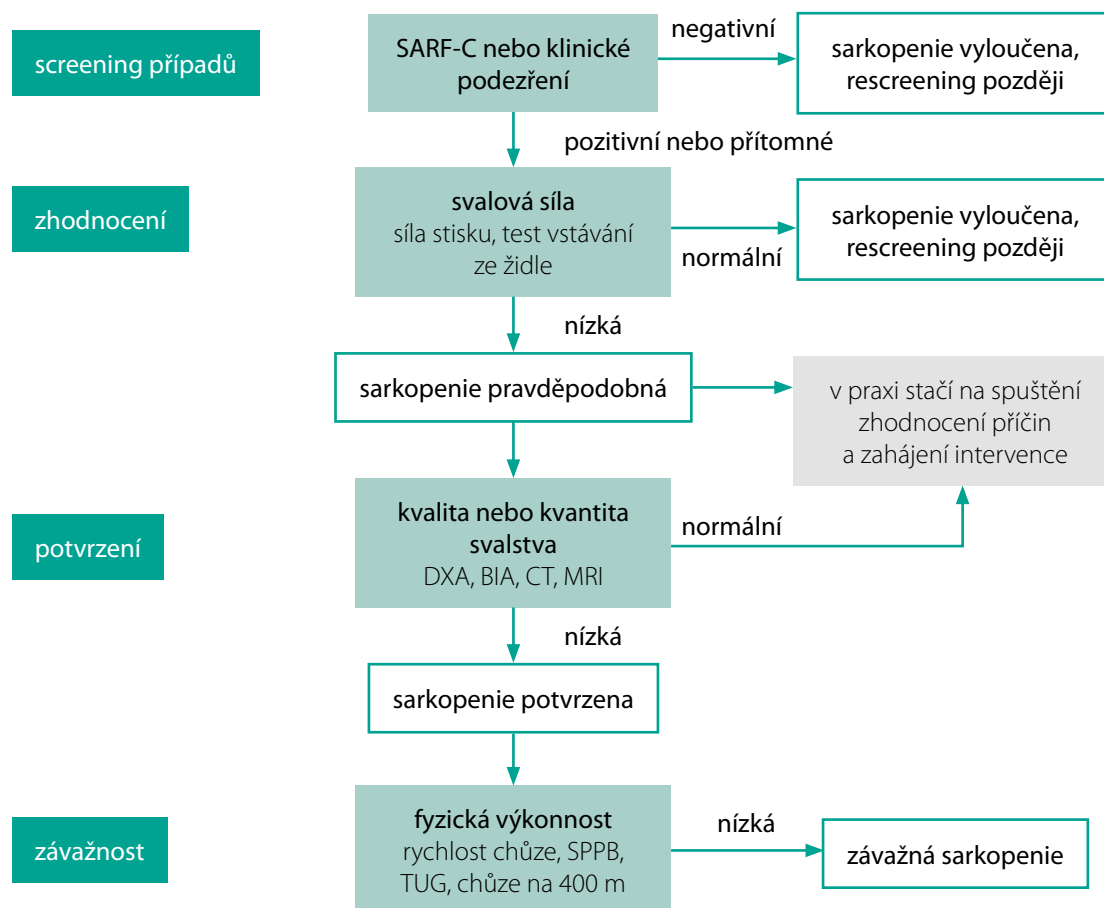 screening případů
SARF-C nebo klinické
podezření
negativní
sarkopenie vyloučena,
rescreening později
pozitivní nebo přítomné
zhodnocení
svalová síla
síla stisku, test vstávání
ze židle
normální
sarkopenie vyloučena,
rescreening později
nízká
sarkopenie pravděpodobná
v praxi stačí na spuštění
zhodnocení příčin
a zahájení intervence
potvrzení
kvalita nebo kvantita
svalstva
DXA, BIA, CT, MRI
normální
nízká
sarkopenie potvrzena
závažnost
fyzická výkonnost
rychlost chůze, SPPB,
TUG, chůze na 400 m
nízká
závažná sarkopenie